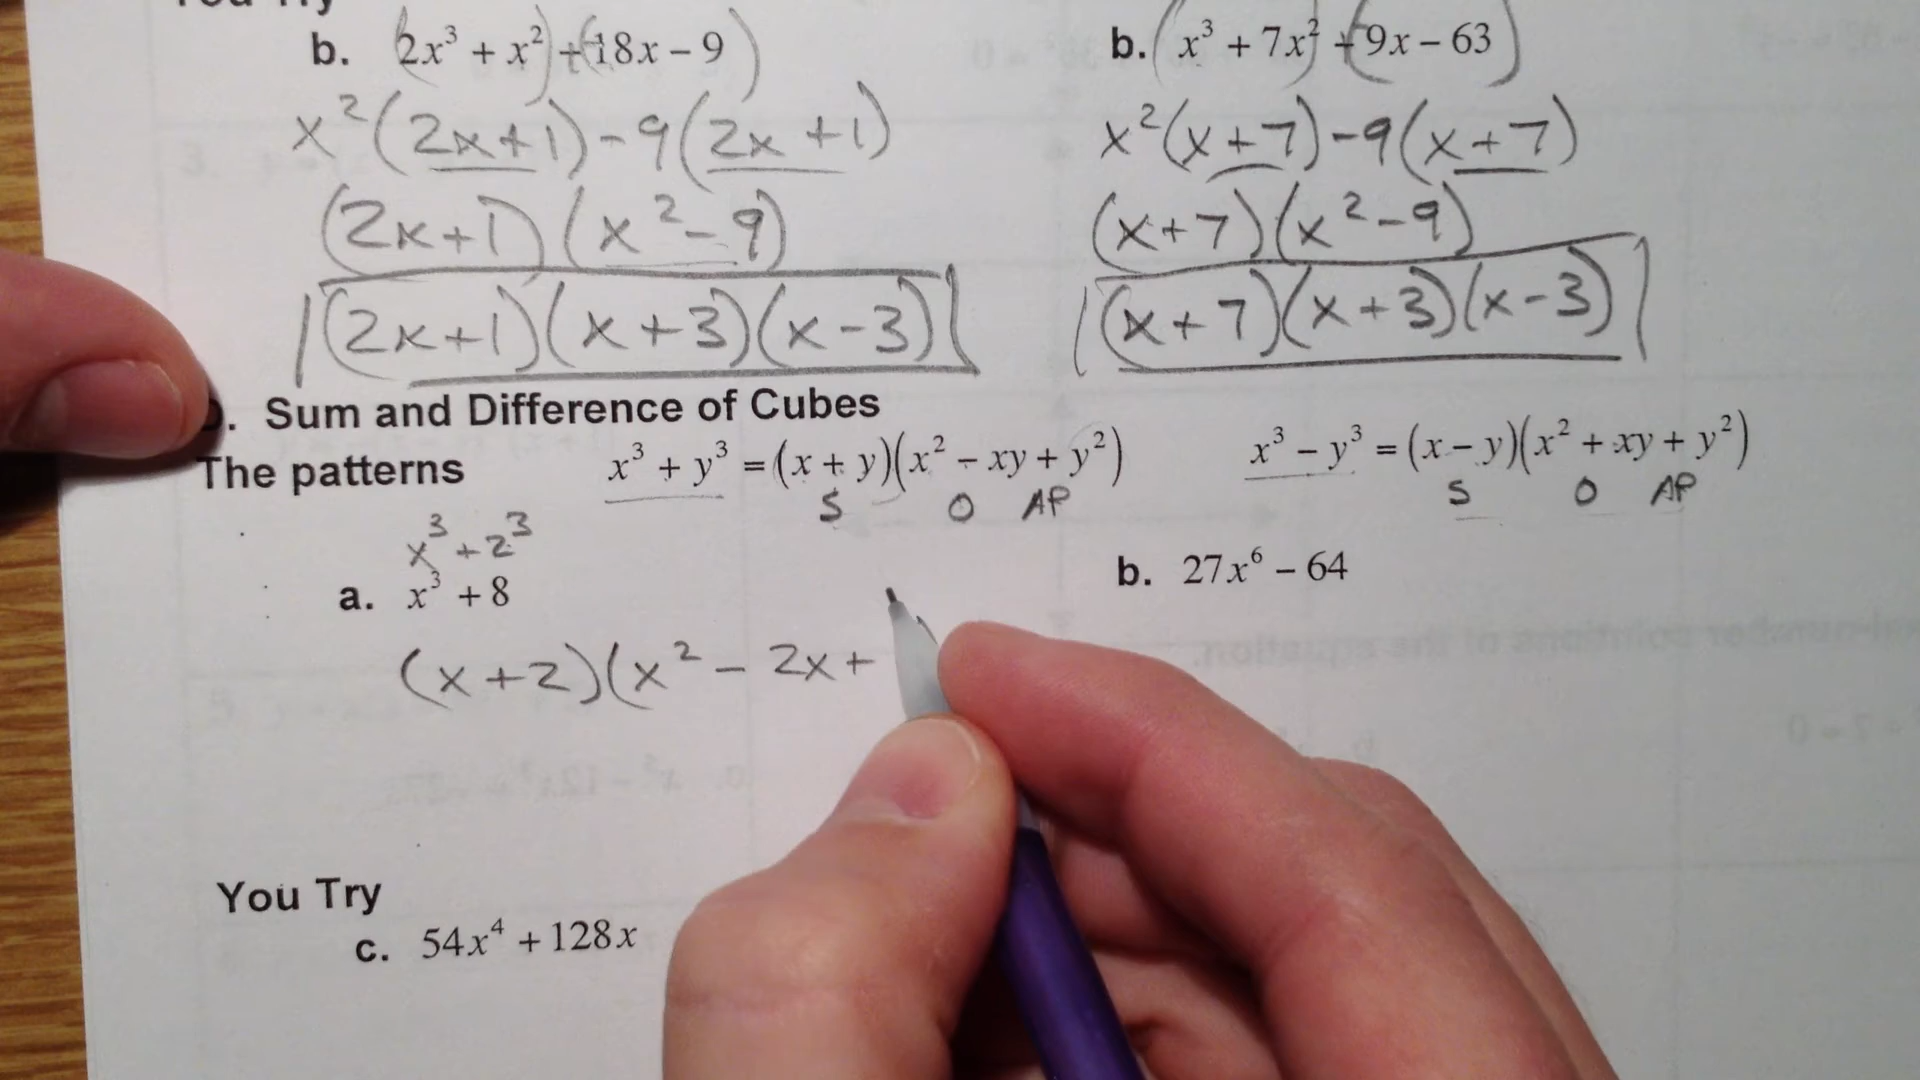 b. (2x³ + x²) + (-18x – 9)
x²(2x+1) - 9(2x+1)
(2x+1)(x²-9)
(2x+1)(x+3)(x-3)
b. (x³ + 7x²) + (-9x – 63)
x²(x+7) - 9(x+7)
(x+7)(x²-9)
(x+7)(x+3)(x-3)
. Sum and Difference of Cubes
The patterns x³ + y³ = (x + y)(x² – xy + y²) x³ – y³ = (x – y)(x² + xy + y²)
S O AP S O AP
x³+2³
a. x³ + 8
(x+2)(x² - 2x+
b. 27x⁶ – 64
You Try
c. 54x⁴ + 128x